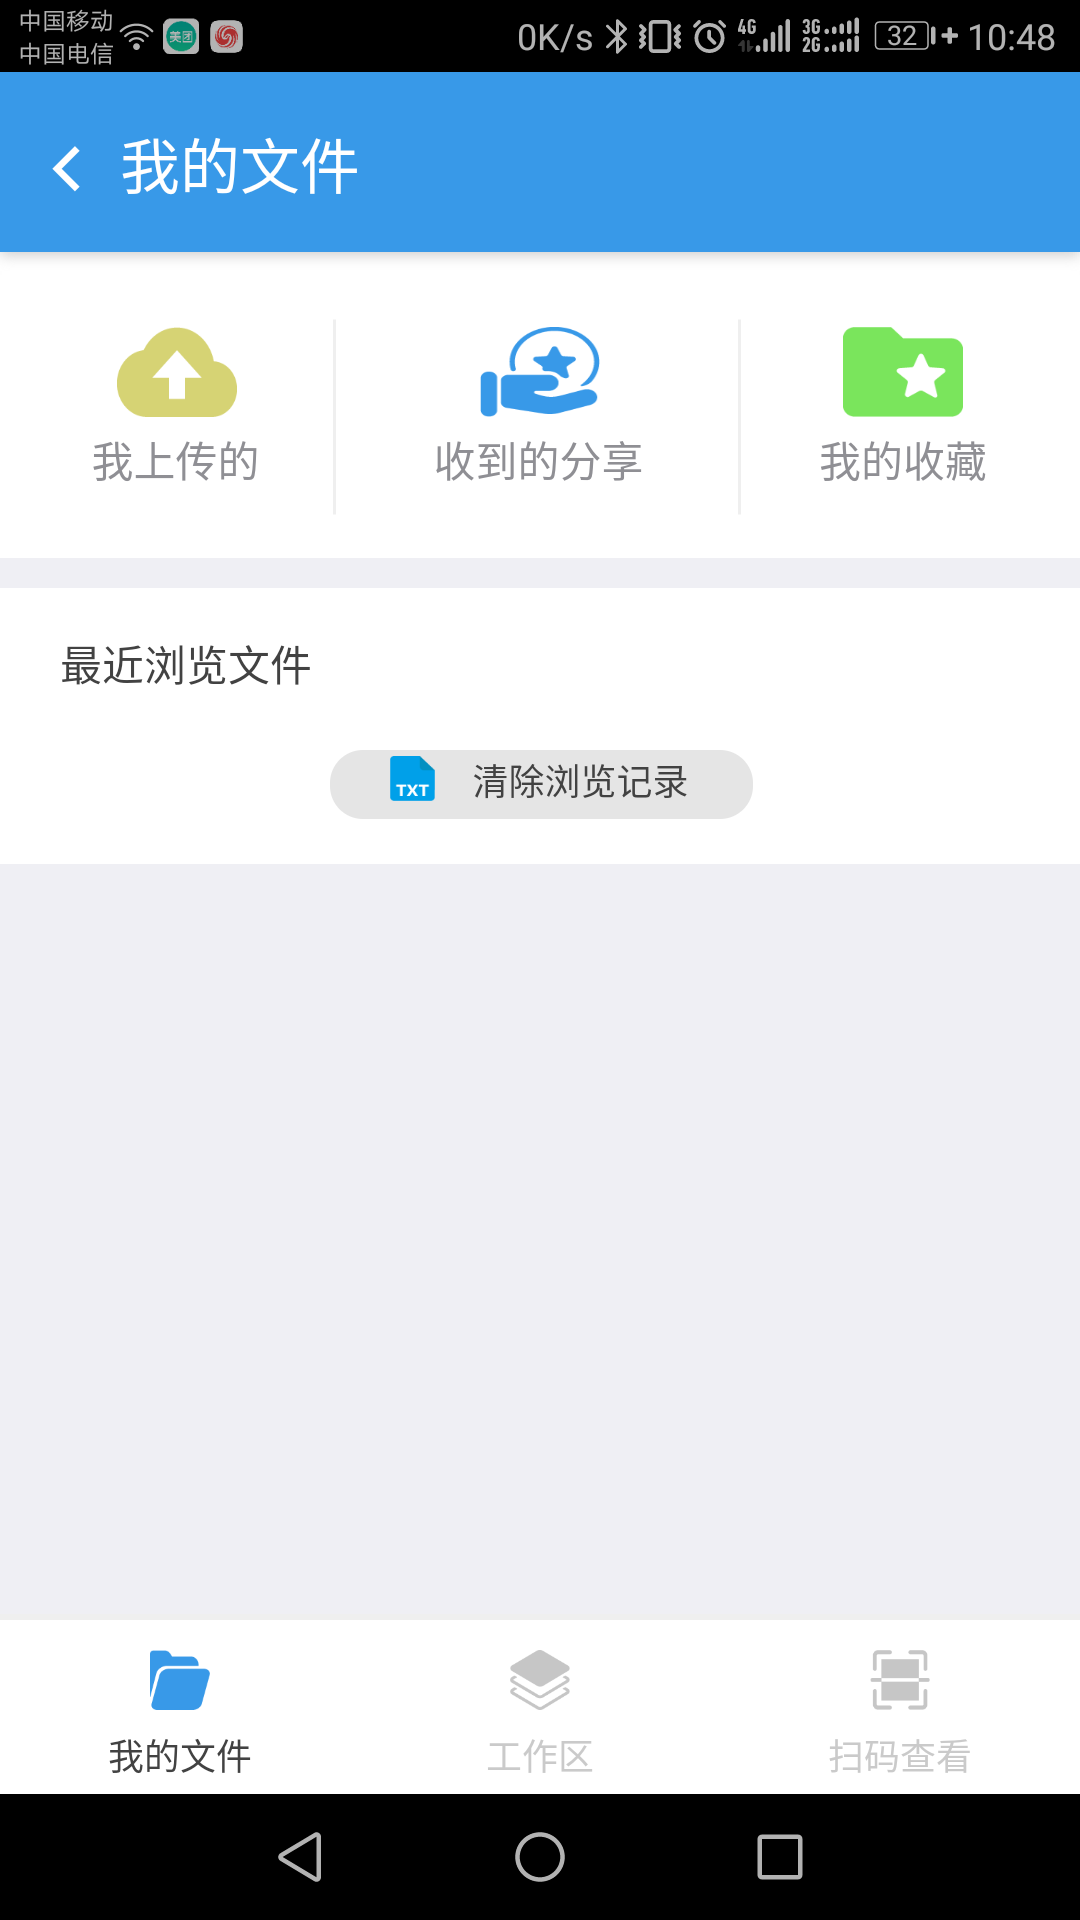 中国移动
中国电信
美团
0K/s
4G
3G
2G
32
10:48
我的文件
我上传的
收到的分享
我的收藏
最近浏览文件
TXT
清除浏览记录
我的文件
工作区
扫码查看